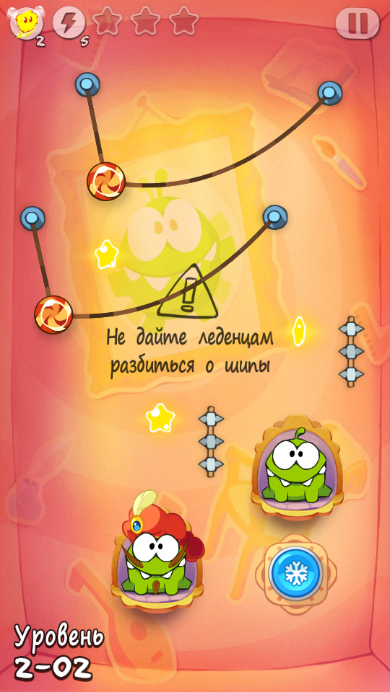 2
5
!
Не дайте леденцам
разбиться о шипы
Уровень
2-02